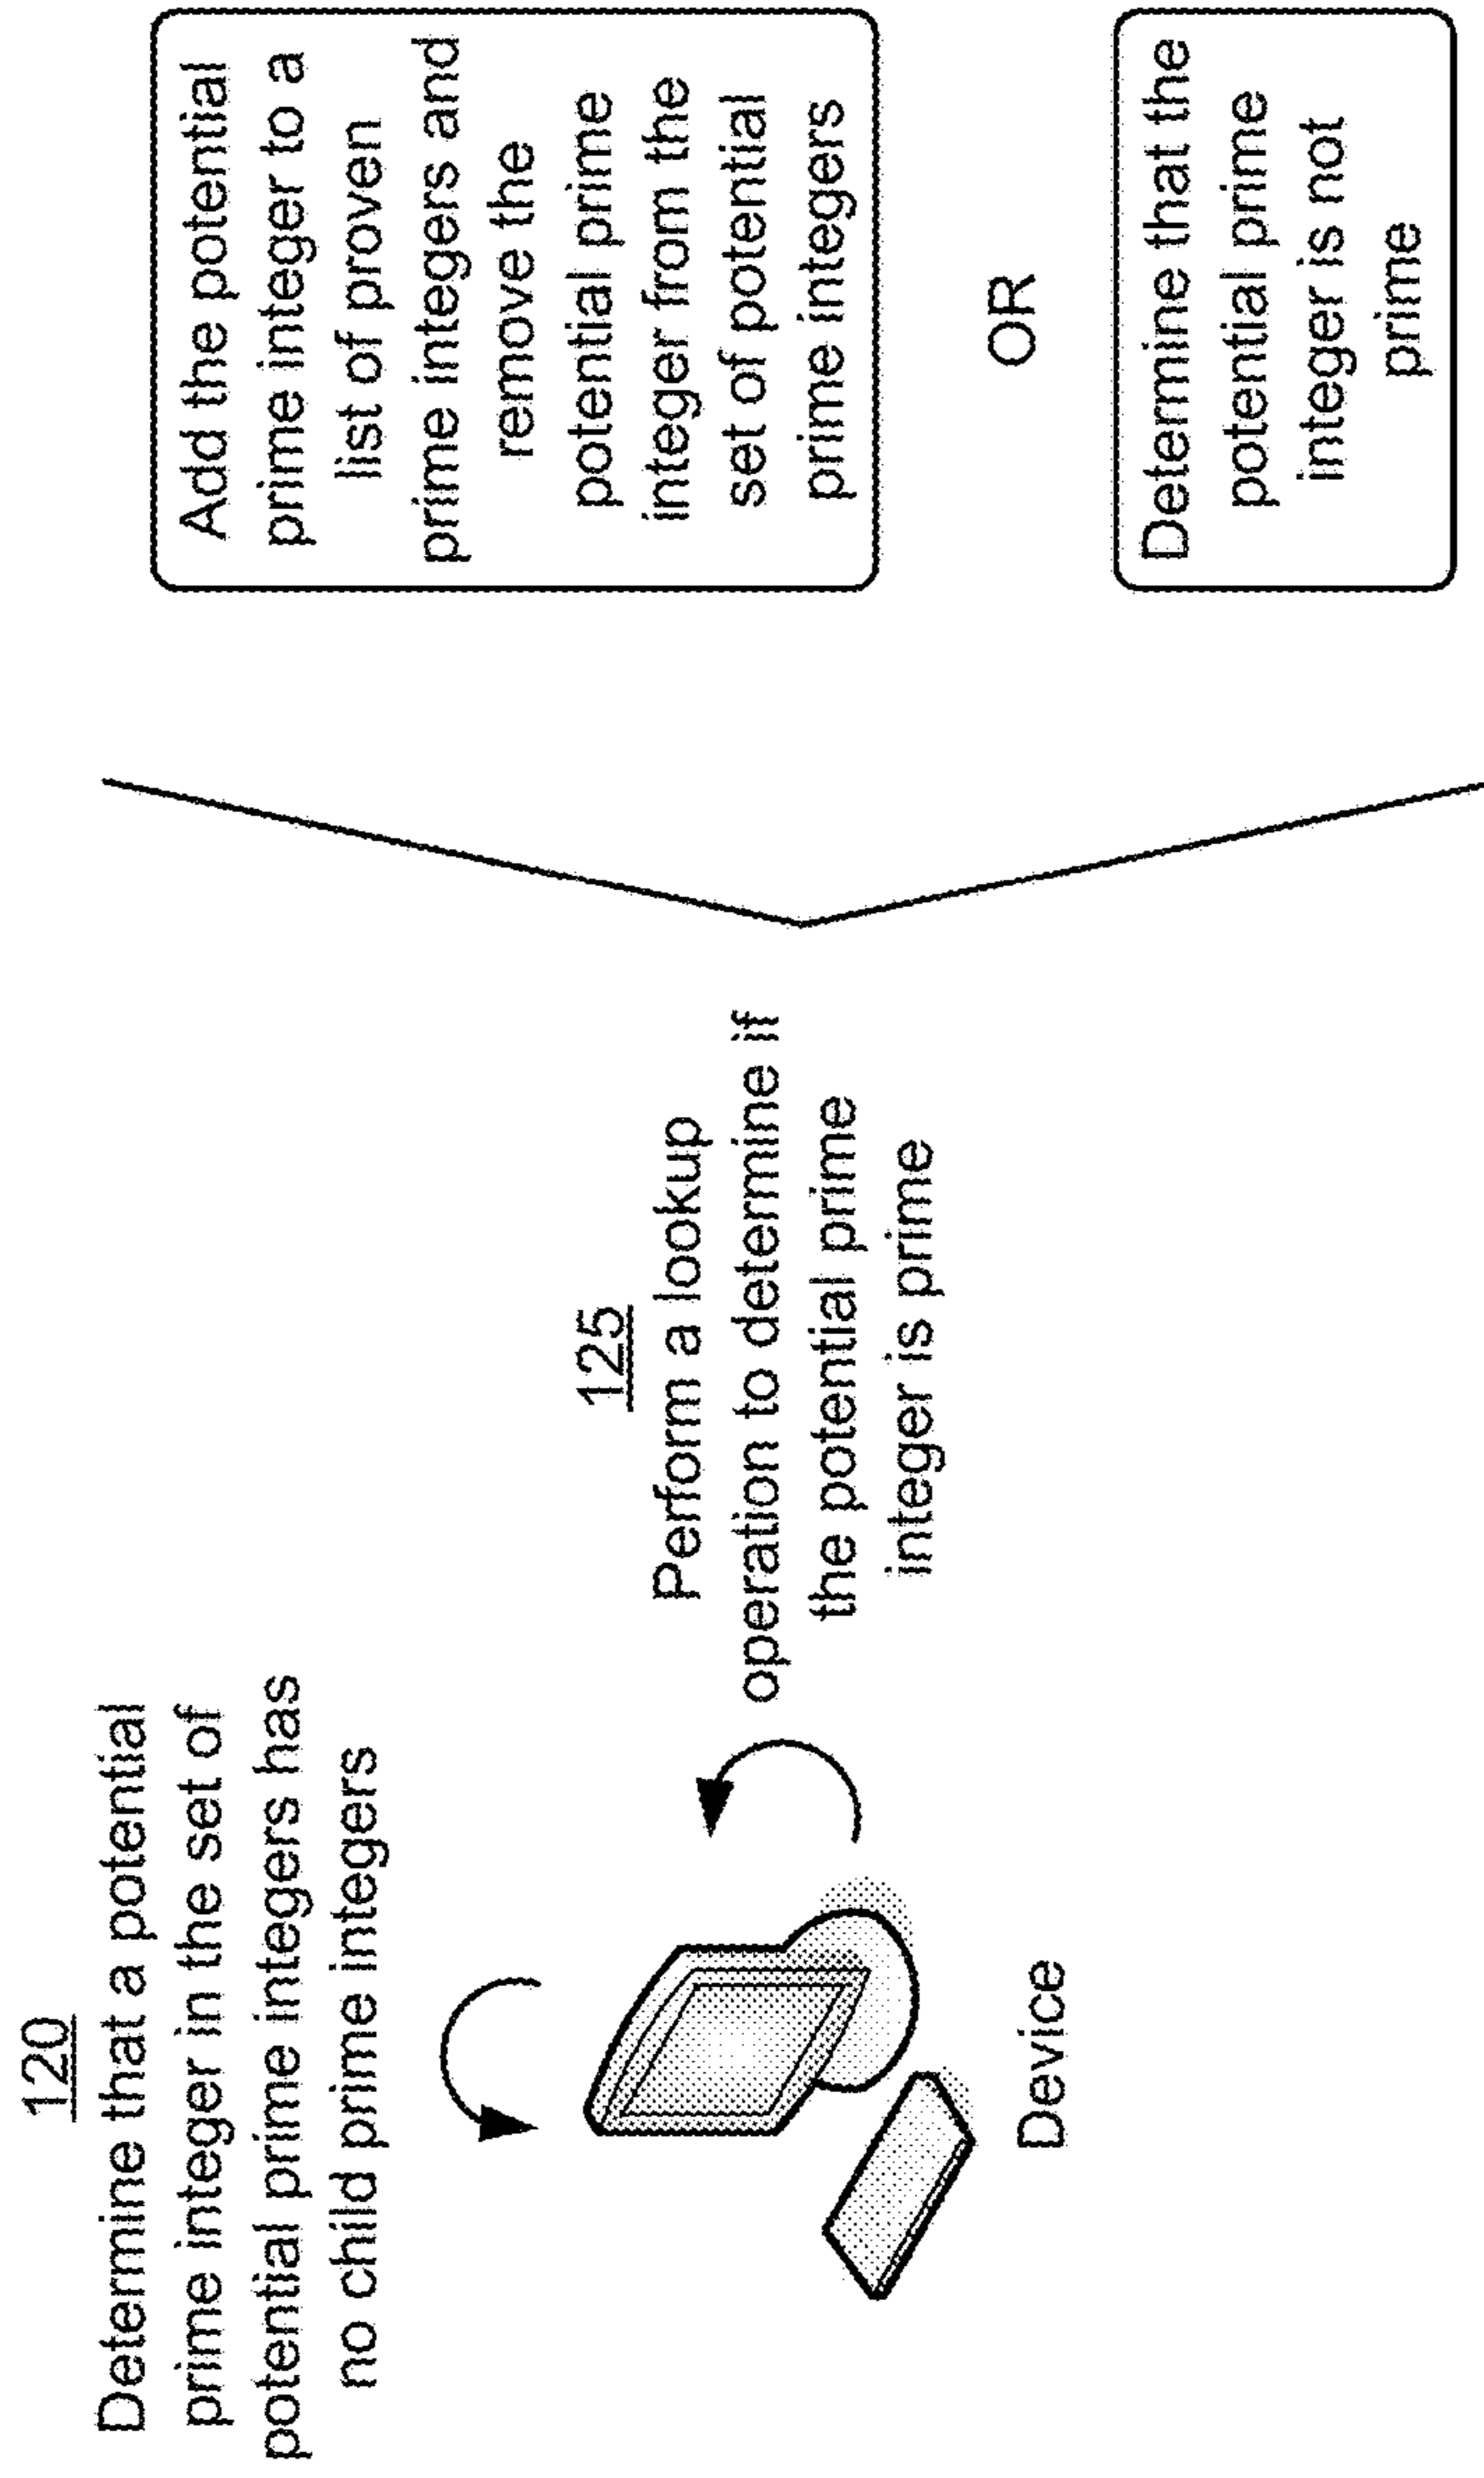 120
Determine that a potential
prime integer in the set of
potential prime integers has
no child prime integers
125
Perform a lookup
operation to determine if
the potential prime
integer is prime
Device
Add the potential
prime integer to a
list of proven
prime integers and
remove the
potential prime
integer from the
set of potential
prime integers
OR
Determine that the
potential prime
integer is not
prime